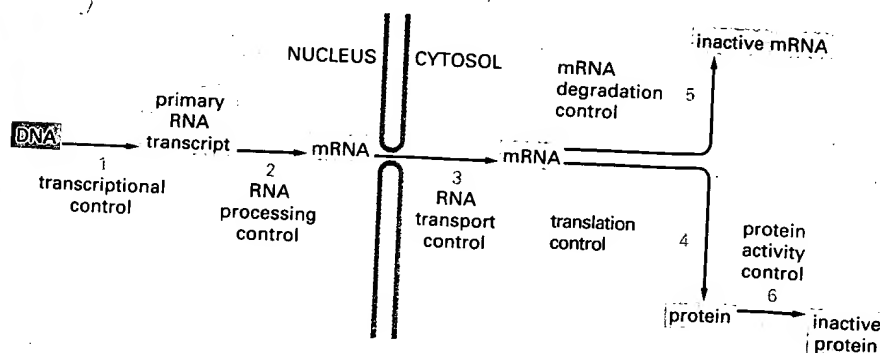 NUCLEUS
CYTOSOL
inactive mRNA
mRNA
degradation
control
5
primary
RNA
transcript
DNA
1
transcriptional
control
2
RNA
processing
control
mRNA
3
RNA
transport
control
mRNA
translation
control
4
protein
activity
control
6
protein
inactive
protein